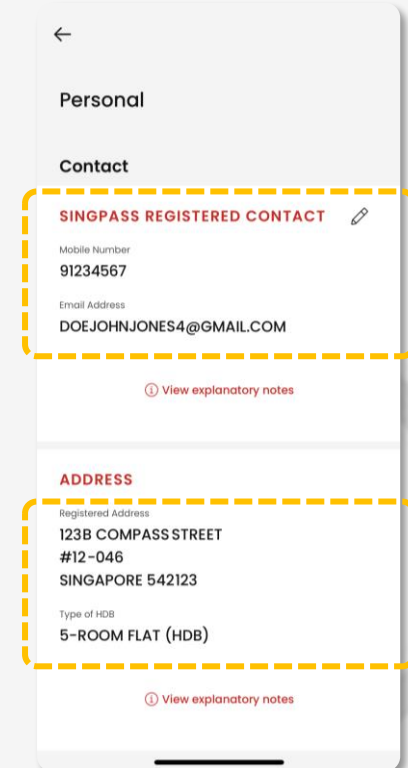 Personal
Contact
SINGPASS REGISTERED CONTACT
Mobile Number
91234567
Email Address
DOEJOHNJONES4@GMAIL.COM
View explanatory notes
ADDRESS
Registered Address
123B COMPASS STREET
#12-046
SINGAPORE 542123
Type of HDB
5-ROOM FLAT (HDB)
View explanatory notes